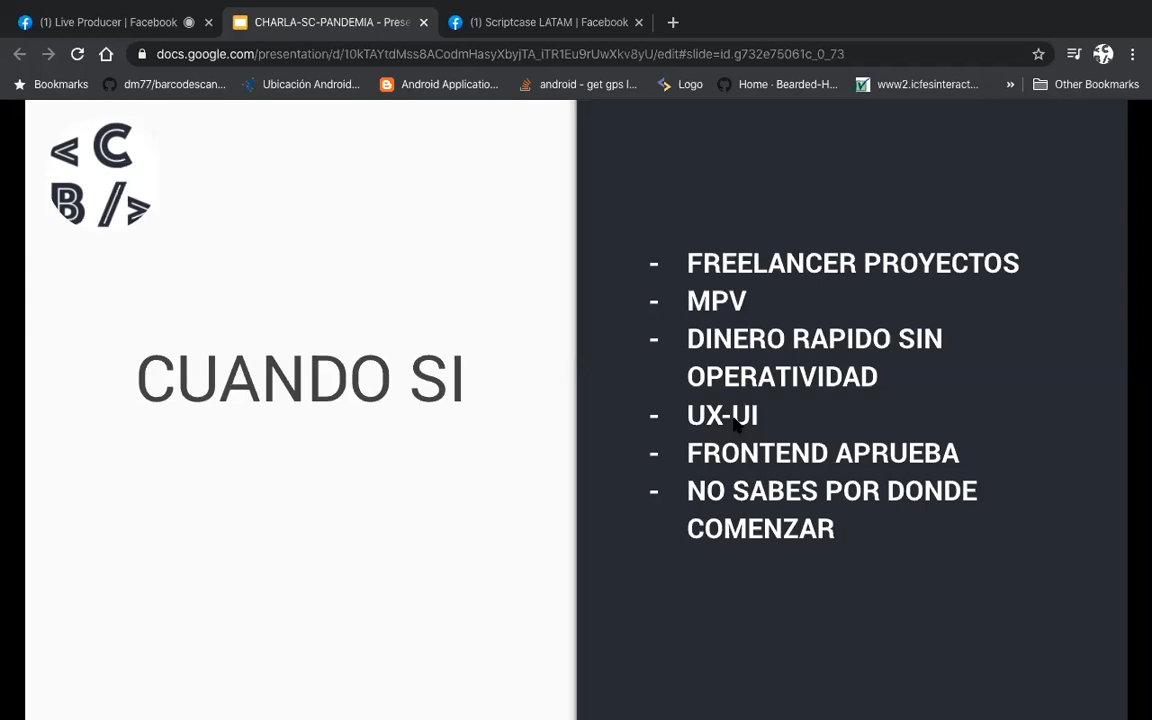 (1) Live Producer | Facebook
CHARLA-SC-PANDEMIA - Prese
(1) Scriptcase LATAM | Facebook
docs.google.com/presentation/d/10kTAYtdMss8ACodmHasyXbyjTA_iTR1Eu9rUwXkv8yU/edit#slide=id.g732e75061c_0_73
Bookmarks
dm77/barcodescan...
Ubicación Android...
Android Applicatio...
android - get gps l...
Logo
Home · Bearded-H...
www2.icfesinteract...
Other Bookmarks
< C
B />
CUANDO SI
- FREELANCER PROYECTOS
- MPV
- DINERO RAPIDO SIN
OPERATIVIDAD
- UX-UI
- FRONTEND APRUEBA
- NO SABES POR DONDE
COMENZAR